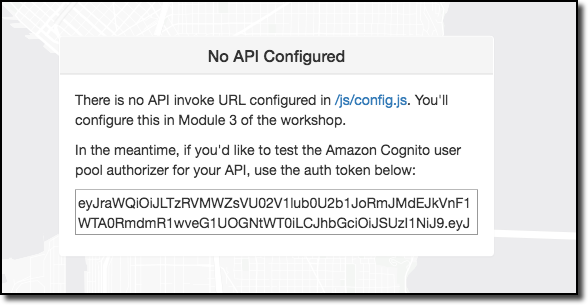 No API Configured
There is no API invoke URL configured in /js/config.js. You'll
configure this in Module 3 of the workshop.
In the meantime, if you'd like to test the Amazon Cognito user
pool authorizer for your API, use the auth token below:
eyJraWQiOiJLTzRVMWZsVU02V1lub0U2b1JoRmJMdEJkVnF1
WTA0RmdmR1wveG1UOGNtWT0iLCJhbGciOiJSUzI1NiJ9.eyJ